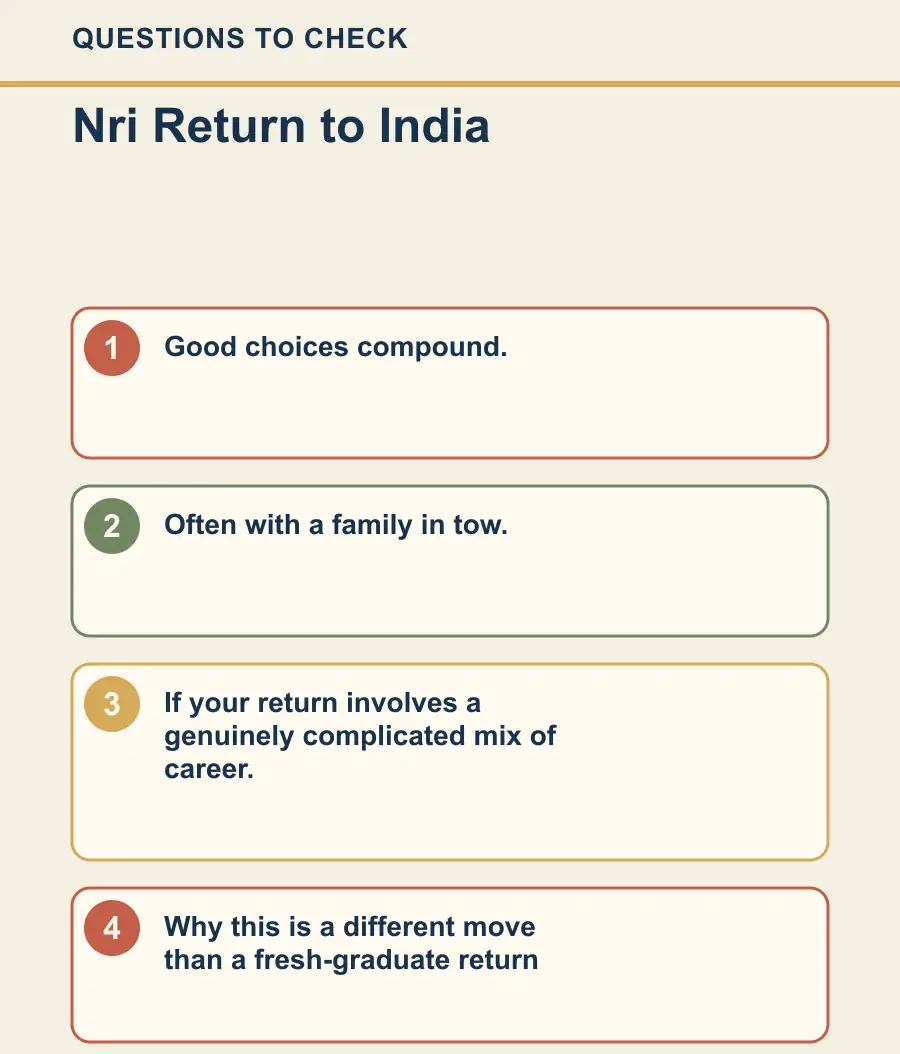 QUESTIONS TO CHECK
Nri Return to India
1
Good choices compound.
2
Often with a family in tow.
3
If your return involves a
genuinely complicated mix of
career.
4
Why this is a different move
than a fresh-graduate return